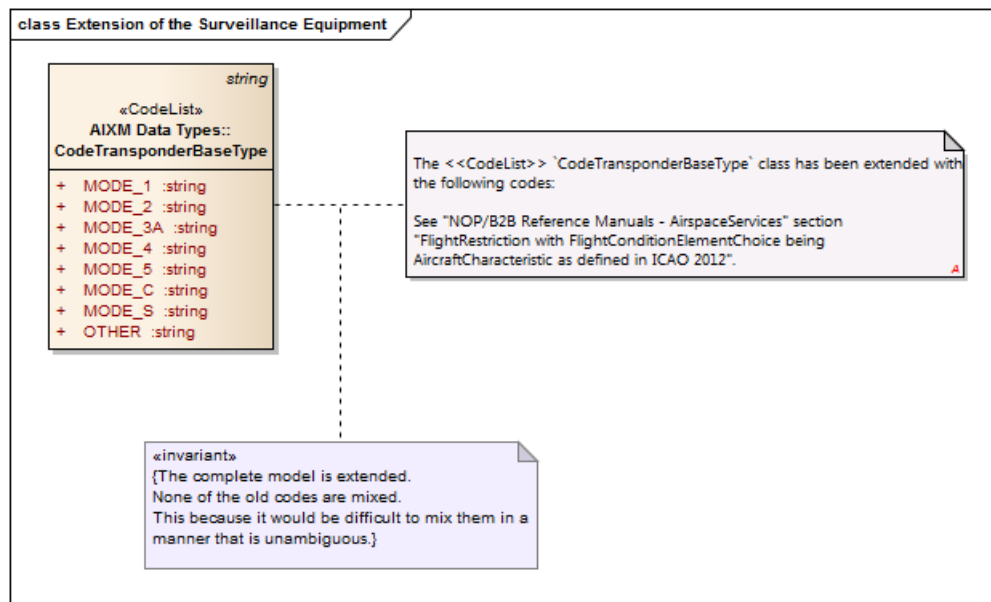 class Extension of the Surveillance Equipment
string
«CodeList»
AIXM Data Types::
CodeTransponderBaseType
+ MODE_1 :string
+ MODE_2 :string
+ MODE_3A :string
+ MODE_4 :string
+ MODE_5 :string
+ MODE_C :string
+ MODE_S :string
+ OTHER :string
The <<CodeList>> `CodeTransponderBaseType` class has been extended with
the following codes:
See "NOP/B2B Reference Manuals - AirspaceServices" section
"FlightRestriction with FlightConditionElementChoice being
AircraftCharacteristic as defined in ICAO 2012".
A
«invariant»
{The complete model is extended.
None of the old codes are mixed.
This because it would be difficult to mix them in a
manner that is unambiguous.}